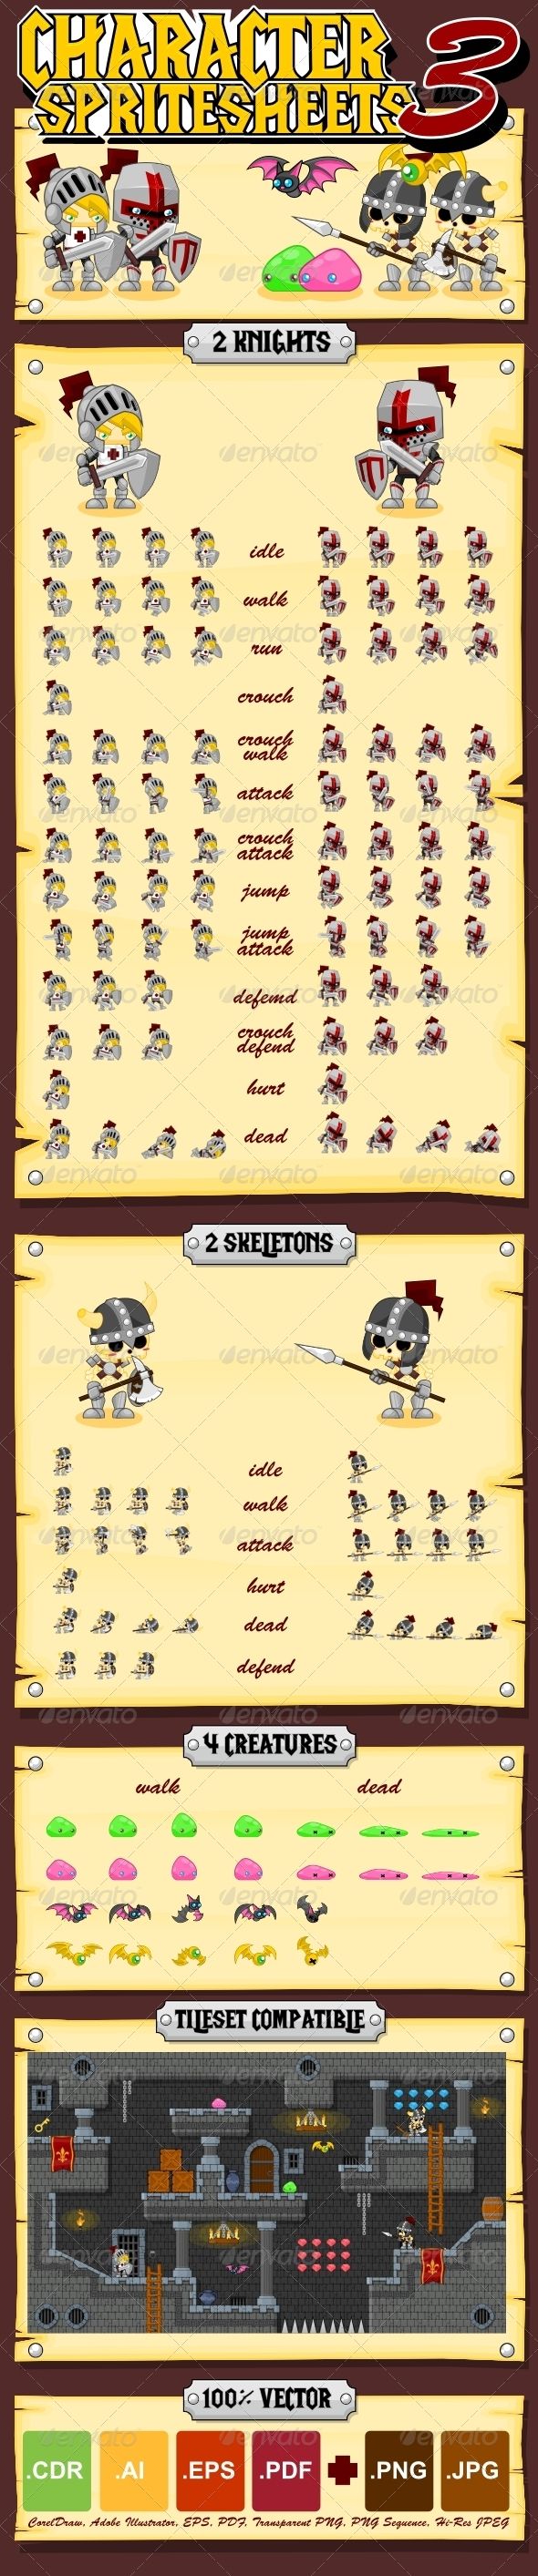 CHARACTER
SPRITESHEETS 3
2 KNIGHTS
idle
walk
run
crouch
crouch
walk
attack
crouch
attack
jump
jump
attack
defemd
crouch
defend
hurt
dead
2 SKELETONS
idle
walk
attack
hurt
dead
defend
4 CREATURES
walk dead
TILESET COMPATIBLE
100% VECTOR
.CDR .AI .EPS .PDF .PNG .JPG
CorelDraw, Adobe Illustrator, EPS, PDF, Transparent PNG, PNG Sequence, Hi-Res JPEG
envato